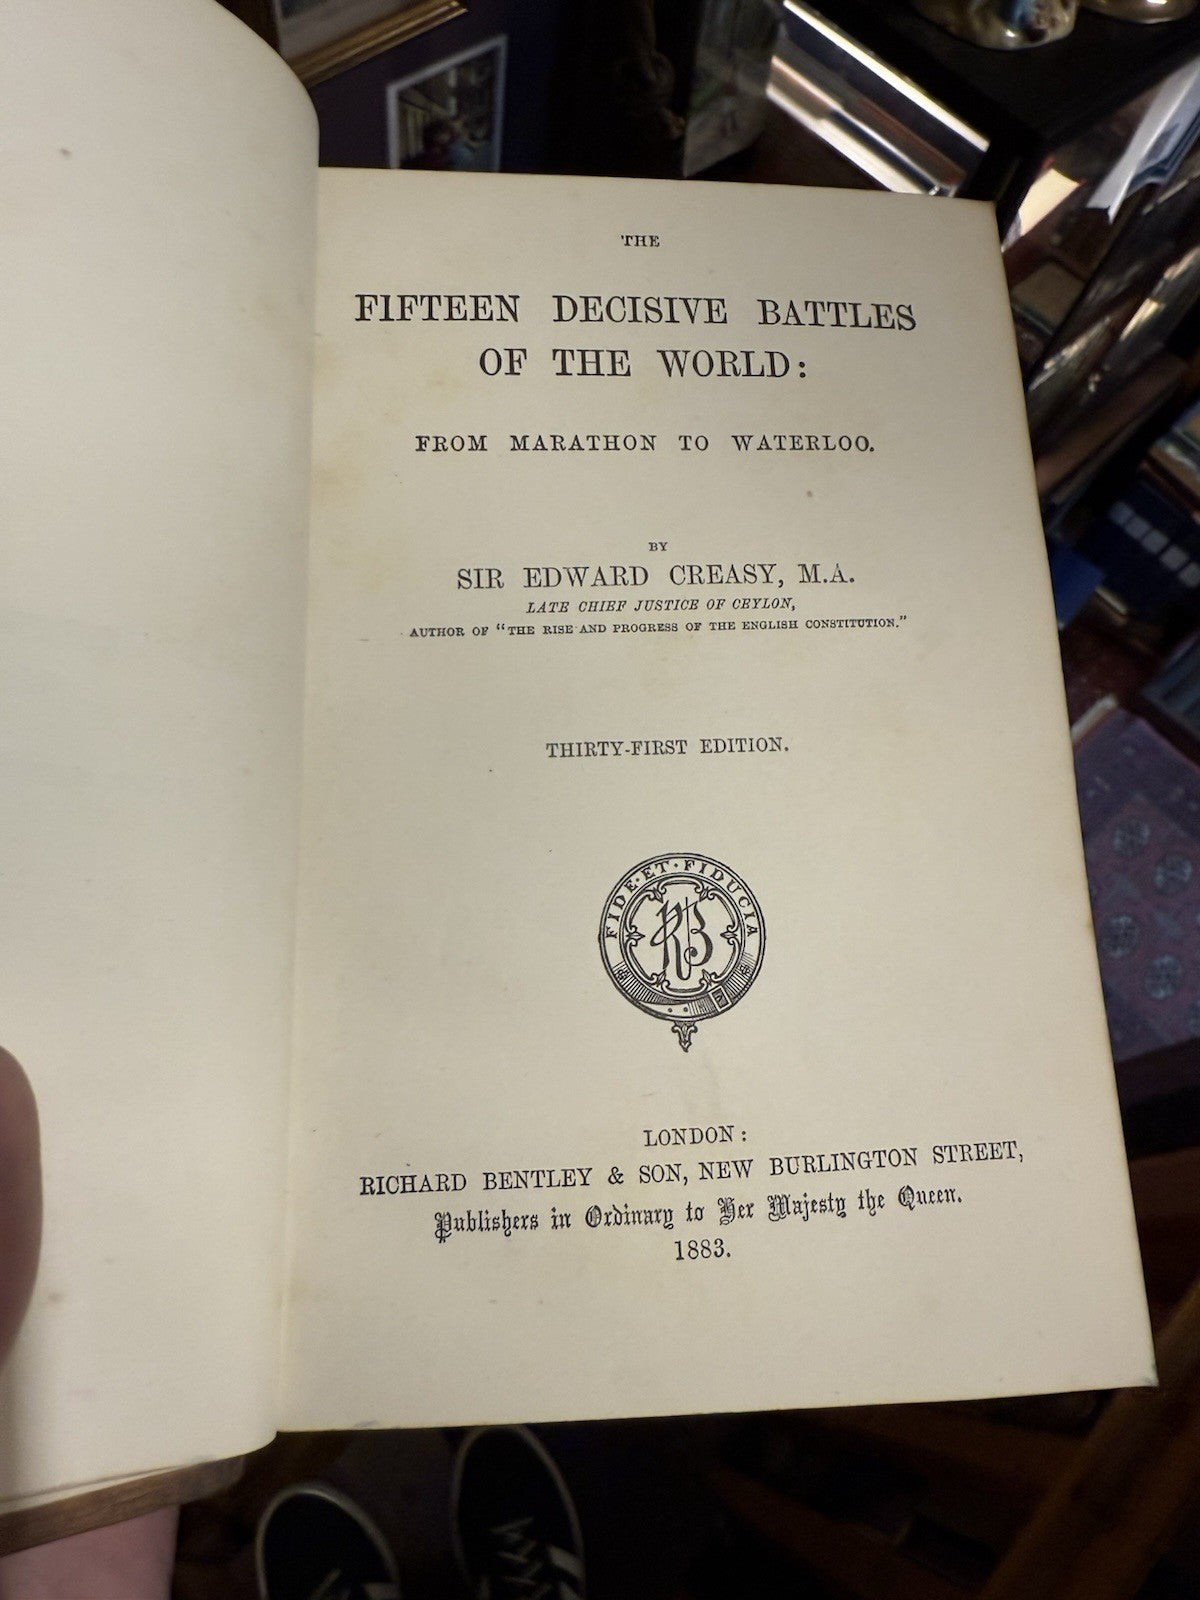 THE
FIFTEEN DECISIVE BATTLES
OF THE WORLD:
FROM MARATHON TO WATERLOO.
BY
SIR EDWARD CREASY, M.A.
LATE CHIEF JUSTICE OF CEYLON,
AUTHOR OF "THE RISE AND PROGRESS OF THE ENGLISH CONSTITUTION."
THIRTY-FIRST EDITION.
FIDE·ET·FIDUCIA
RB
LONDON:
RICHARD BENTLEY & SON, NEW BURLINGTON STREET,
Publishers in Ordinary to Her Majesty the Queen.
1883.